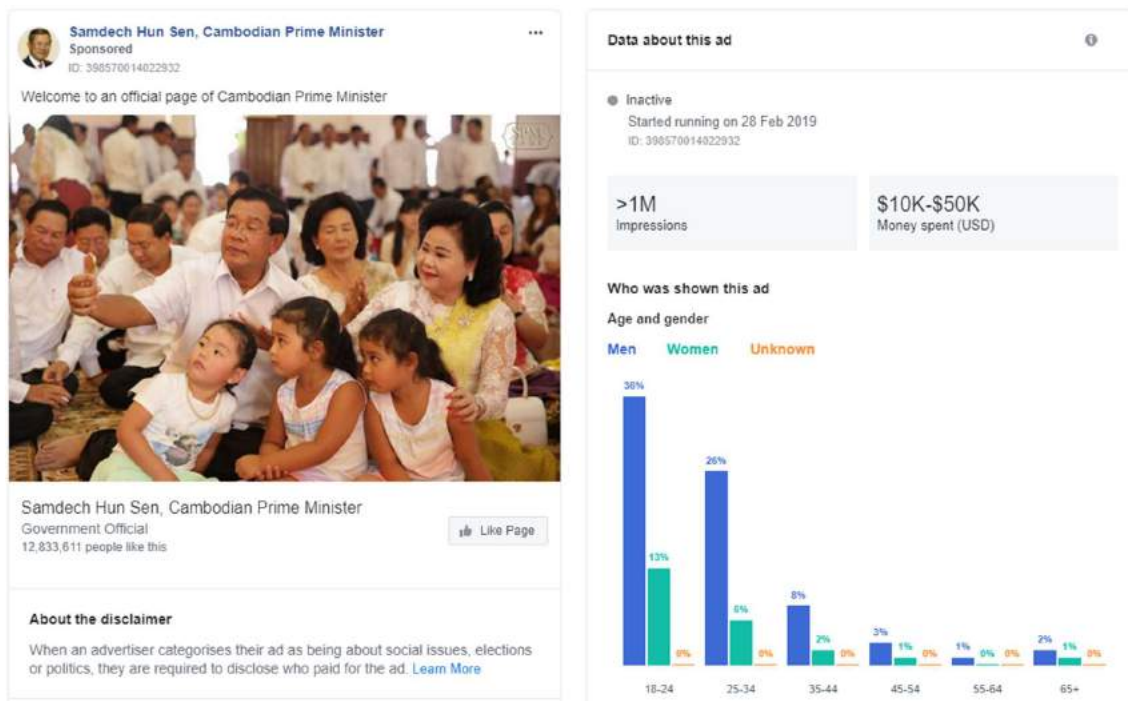 Samdech Hun Sen, Cambodian Prime Minister
Sponsored
ID: 398570014022932
Welcome to an official page of Cambodian Prime Minister
Samdech Hun Sen, Cambodian Prime Minister
Government Official
12,833,611 people like this
Like Page
About the disclaimer
When an advertiser categorises their ad as being about social issues, elections
or politics, they are required to disclose who paid for the ad. Learn More
Data about this ad
Inactive
Started running on 28 Feb 2019
ID: 398570014022932
>1M
Impressions
$10K-$50K
Money spent (USD)
Who was shown this ad
Age and gender
Men Women Unknown
36%
13%
0%
26%
6%
0%
8%
2%
0%
3%
1%
0%
1%
0%
0%
2%
1%
0%
18-24 25-34 35-44 45-54 55-64 65+